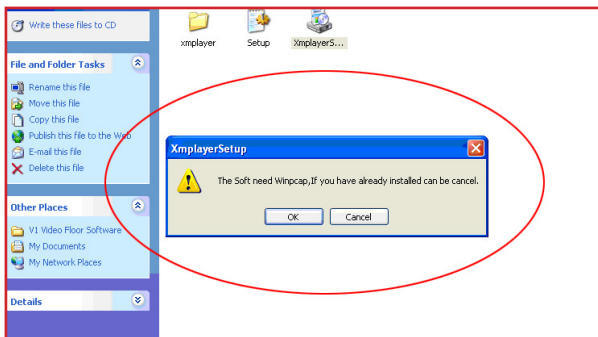 Write these files to CD
xmplayer
Setup
XmplayerS...
File and Folder Tasks
Rename this file
Move this file
Copy this file
Publish this file to the Web
E-mail this file
Delete this file
XmplayerSetup
The Soft need Winpcap,If you have already installed can be cancel.
OK
Cancel
Other Places
V1 Video Floor Software
My Documents
My Network Places
Details